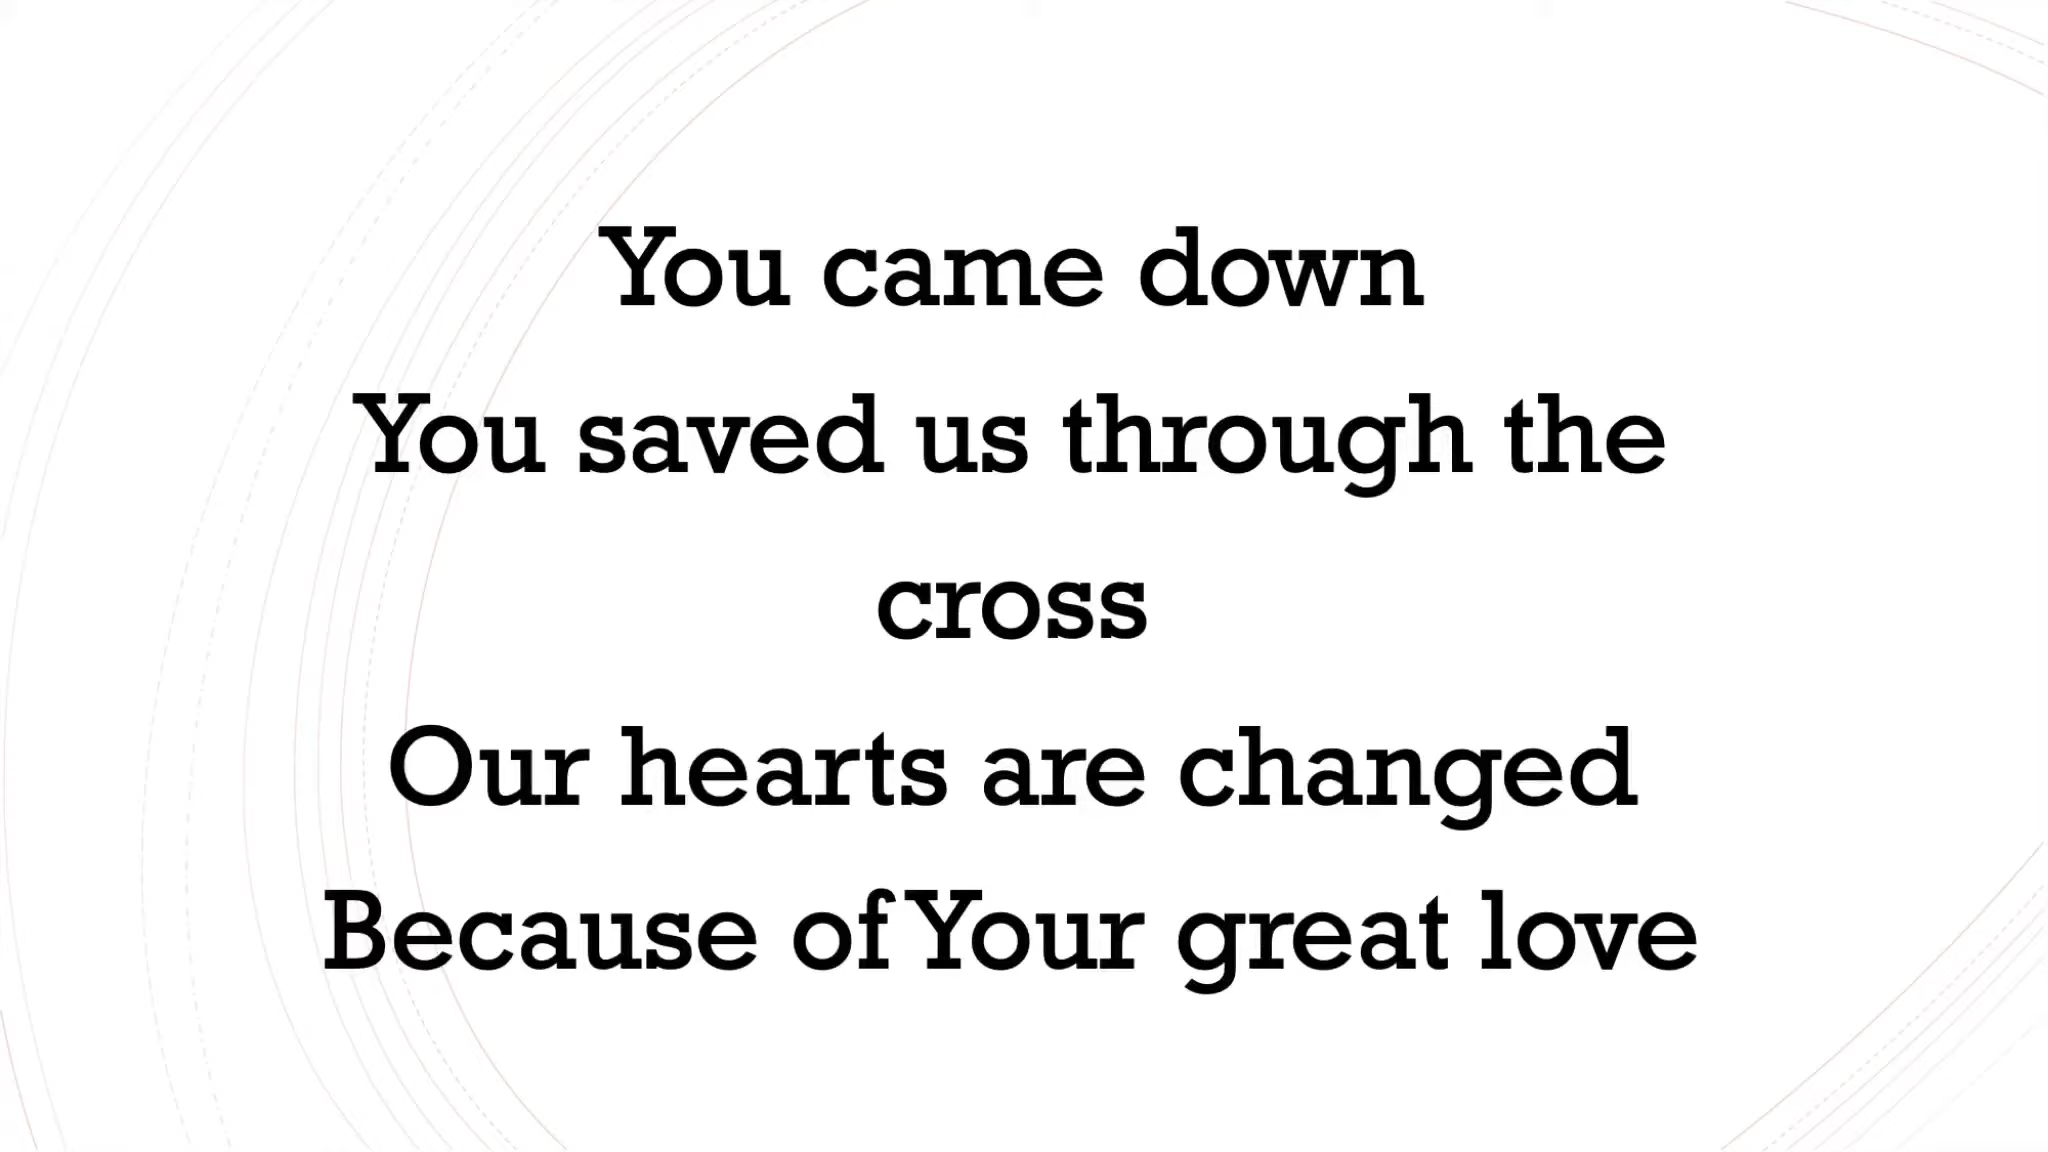 You came down
You saved us through the
cross
Our hearts are changed
Because of Your great love